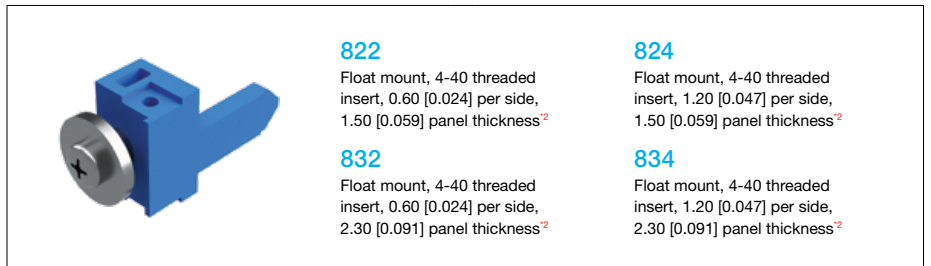 822
Float mount, 4-40 threaded
insert, 0.60 [0.024] per side,
1.50 [0.059] panel thickness*2
832
Float mount, 4-40 threaded
insert, 0.60 [0.024] per side,
2.30 [0.091] panel thickness*2
824
Float mount, 4-40 threaded
insert, 1.20 [0.047] per side,
1.50 [0.059] panel thickness*2
834
Float mount, 4-40 threaded
insert, 1.20 [0.047] per side,
2.30 [0.091] panel thickness*2